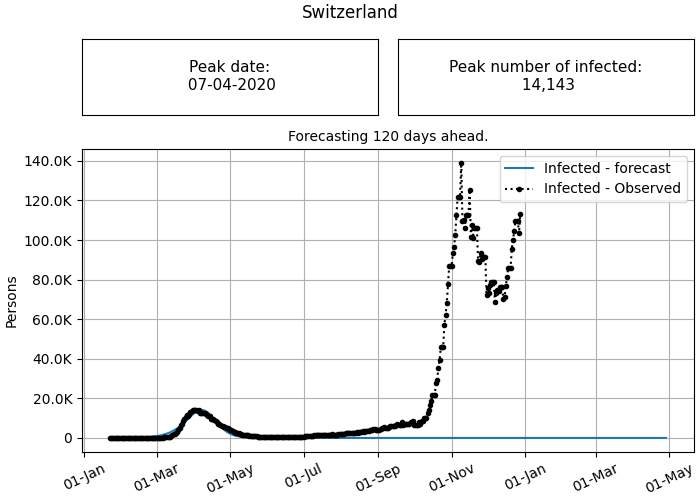 Switzerland
Peak date:
07-04-2020
Peak number of infected:
14,143
Forecasting 120 days ahead.
Infected - forecast
Infected - Observed
Persons
140.0K
120.0K
100.0K
80.0K
60.0K
40.0K
20.0K
0
01-Jan
01-Mar
01-May
01-Jul
01-Sep
01-Nov
01-Jan
01-Mar
01-May